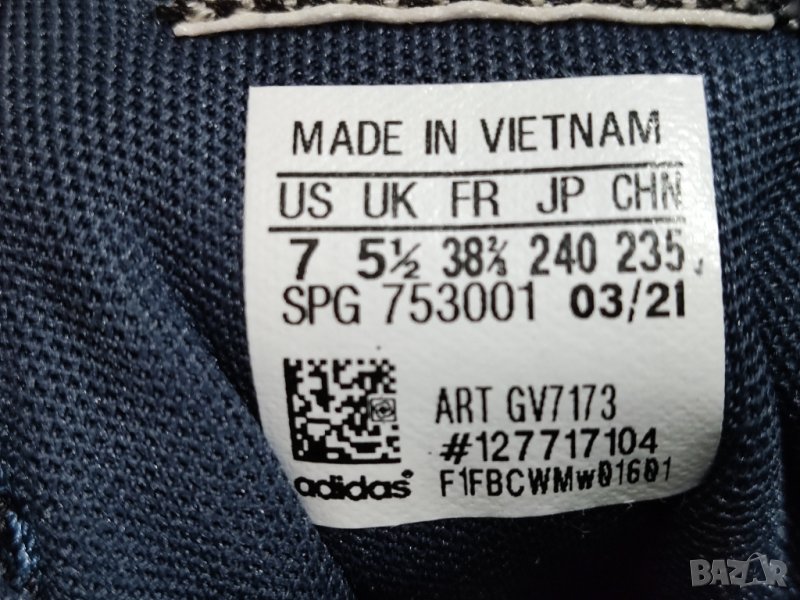 MADE IN VIETNAM
US UK FR JP CHN
7 5½ 38⅔ 240 235
SPG 753001 03/21
ART GV7173
#127717104
adidas® F1FBCWMw01601
BAZAR